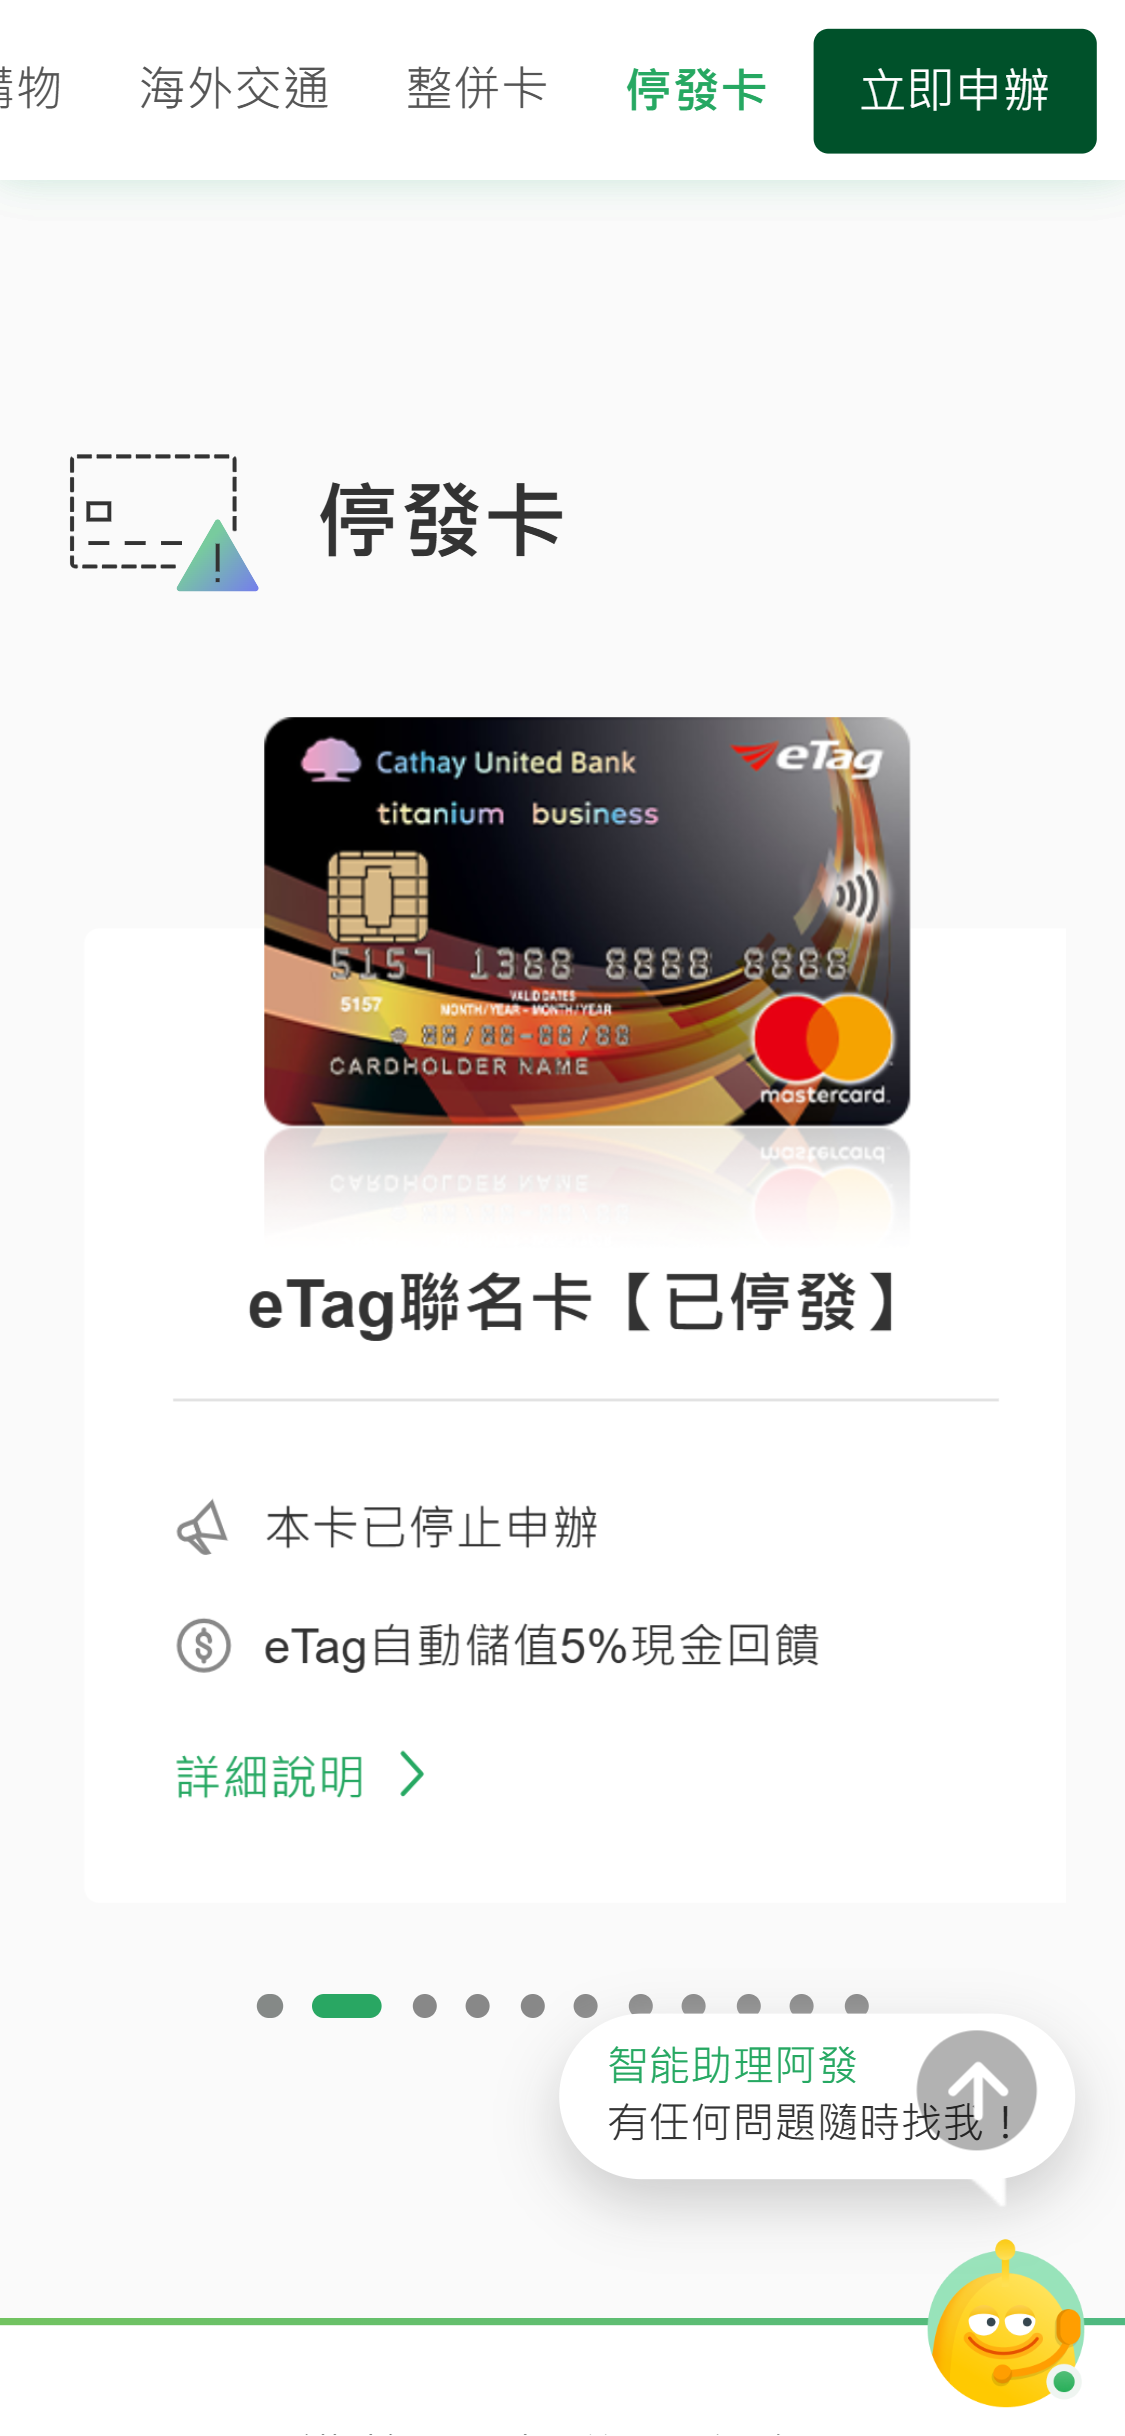 物
海外交通
整併卡
停發卡
立即申辦
停發卡
Cathay United Bank
eTag
titanium business
5157 1388 8888 8888
5157
VALID DATES
MONTH/YEAR - MONTH/YEAR
88/88-88/88
CARDHOLDER NAME
mastercard.
eTag聯名卡【已停發】
本卡已停止申辦
eTag自動儲值5%現金回饋
詳細說明
智能助理阿發
有任何問題隨時找我！